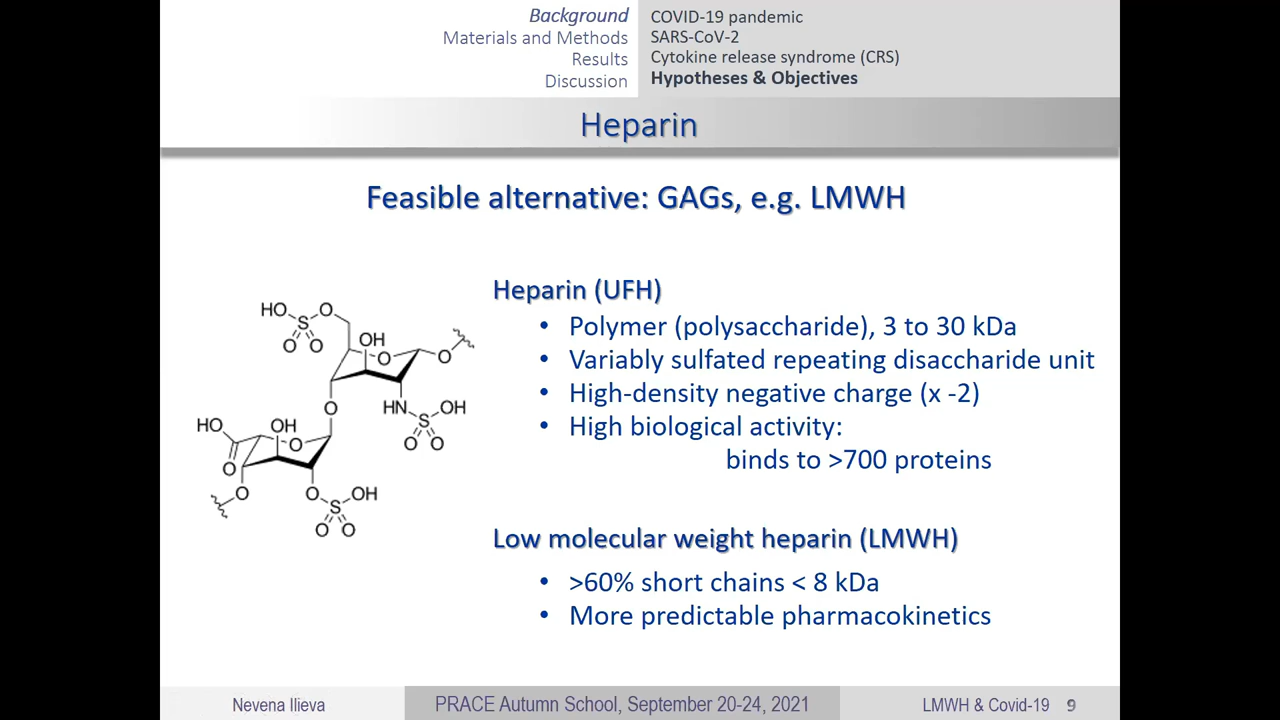 Background
Materials and Methods
Results
Discussion
COVID-19 pandemic
SARS-CoV-2
Cytokine release syndrome (CRS)
Hypotheses & Objectives
Heparin
Feasible alternative: GAGs, e.g. LMWH
HO
O
S
O
O
OH
O
O
HN
OH
S
O
O
O
HO
OH
O
O
O
O
OH
S
O
O
Heparin (UFH)
• Polymer (polysaccharide), 3 to 30 kDa
• Variably sulfated repeating disaccharide unit
• High-density negative charge (x -2)
• High biological activity:
binds to >700 proteins
Low molecular weight heparin (LMWH)
• >60% short chains < 8 kDa
• More predictable pharmacokinetics
Nevena Ilieva
PRACE Autumn School, September 20-24, 2021
LMWH & Covid-19 9